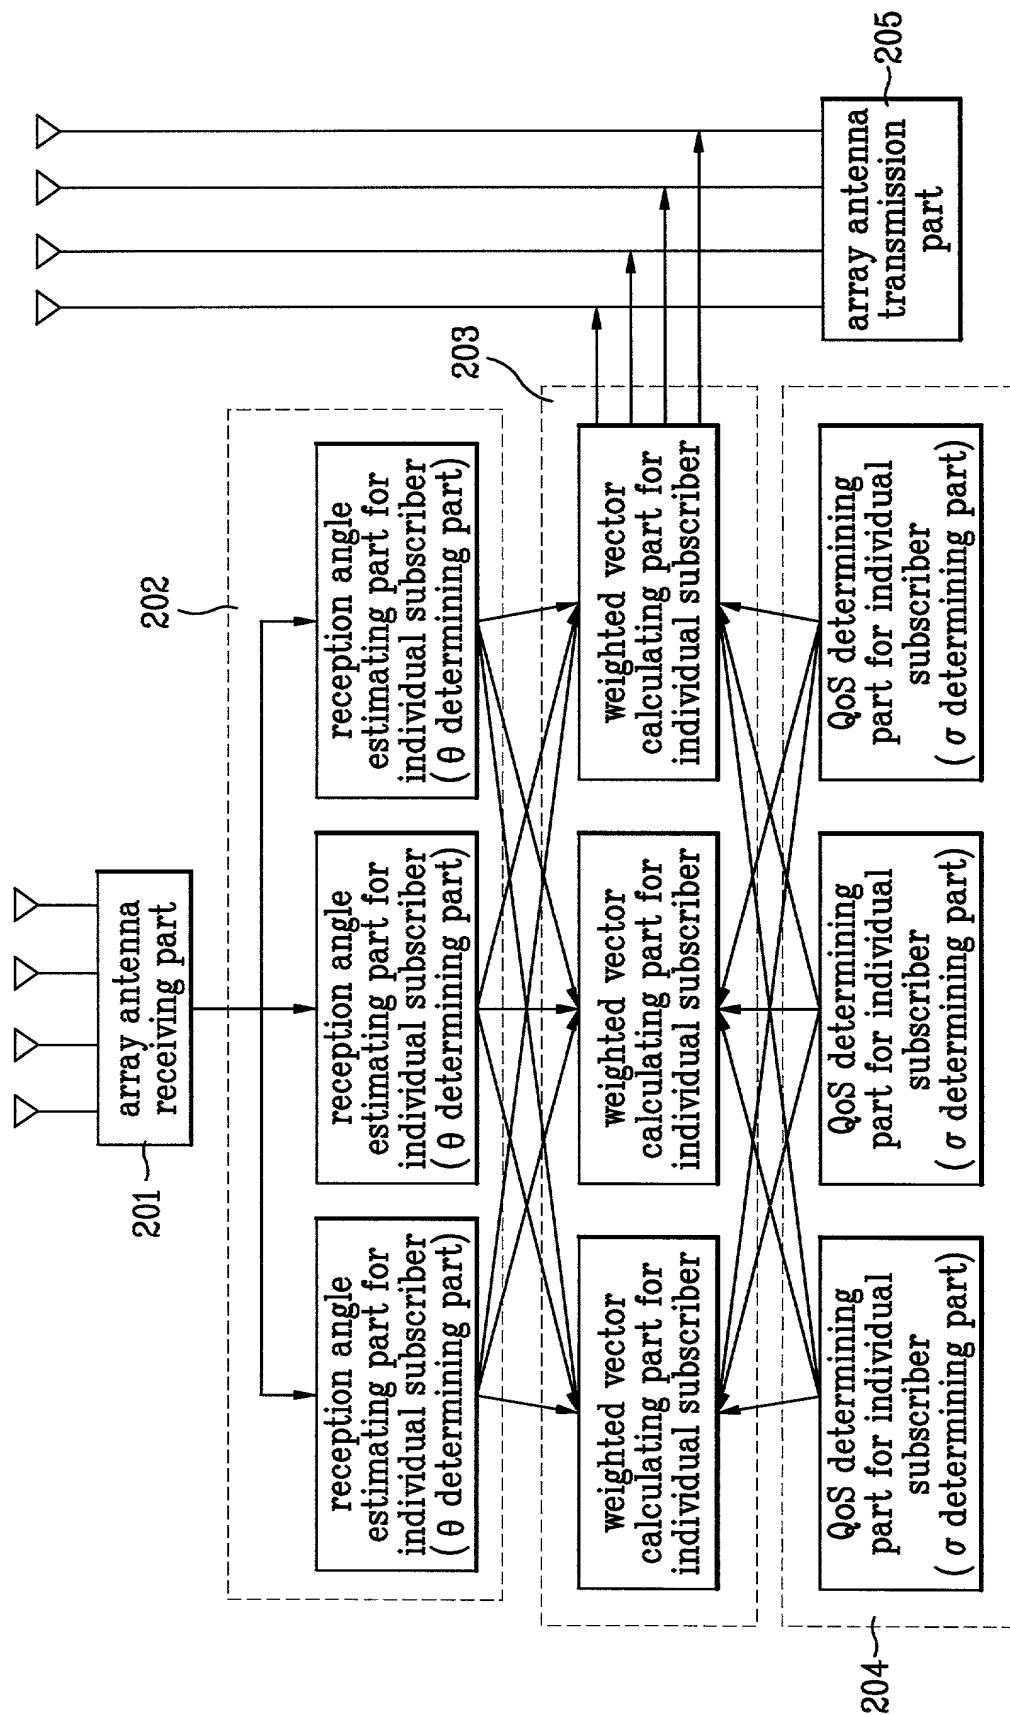 201
array antenna
receiving part
202
reception angle
estimating part for
individual subscriber
( θ determining part)
reception angle
estimating part for
individual subscriber
( θ determining part)
reception angle
estimating part for
individual subscriber
( θ determining part)
203
weighted vector
calculating part for
individual subscriber
weighted vector
calculating part for
individual subscriber
weighted vector
calculating part for
individual subscriber
204
QoS determining
part for individual
subscriber
( σ determining part)
QoS determining
part for individual
subscriber
( σ determining part)
QoS determining
part for individual
subscriber
( σ determining part)
205
array antenna
transmission
part